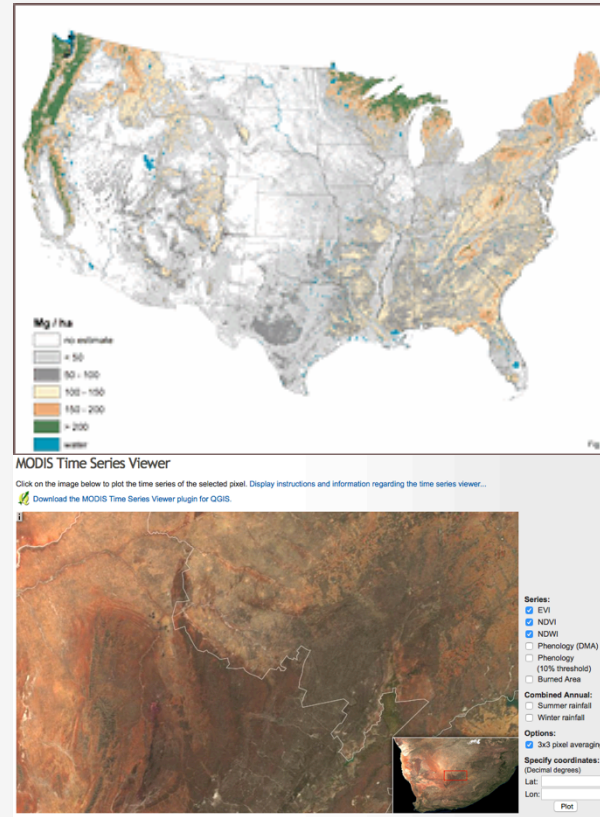 Mg / ha
no estimate
< 50
50 - 100
100 - 150
150 - 200
> 200
water
Fig
MODIS Time Series Viewer
Click on the image below to plot the time series of the selected pixel. Display instructions and information regarding the time series viewer...
Download the MODIS Time Series Viewer plugin for QGIS.
i
Series:
EVI
NDVI
NDWI
Phenology (DMA)
Phenology
(10% threshold)
Burned Area
Combined Annual:
Summer rainfall
Winter rainfall
Options:
3x3 pixel averaging
Specify coordinates:
(Decimal degrees)
Lat:
Lon:
Plot